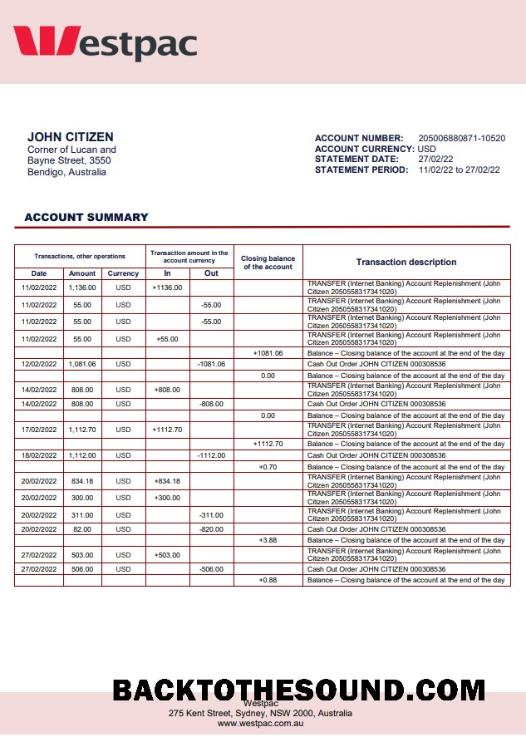 Westpac
JOHN CITIZEN
Corner of Lucan and
Bayne Street, 3550
Bendigo, Australia
ACCOUNT NUMBER: 205006880871-10520
ACCOUNT CURRENCY: USD
STATEMENT DATE: 27/02/22
STATEMENT PERIOD: 11/02/22 to 27/02/22
ACCOUNT SUMMARY
Transactions, other operations
Transaction amount in the account currency
Closing balance of the account
Transaction description
Date Amount Currency In Out
11/02/2022 1,136.00 USD +1136.00 TRANSFER (Internet Banking) Account Replenishment (John Citizen 2050558317341020)
11/02/2022 55.00 USD -55.00 TRANSFER (Internet Banking) Account Replenishment (John Citizen 2050558317341020)
11/02/2022 55.00 USD -55.00 TRANSFER (Internet Banking) Account Replenishment (John Citizen 2050558317341020)
11/02/2022 55.00 USD +55.00 TRANSFER (Internet Banking) Account Replenishment (John Citizen 2050558317341020)
+1081.06 Balance – Closing balance of the account at the end of the day
12/02/2022 1,081.06 USD -1081.06 Cash Out Order JOHN CITIZEN 000308536
0.00 Balance – Closing balance of the account at the end of the day
14/02/2022 808.00 USD +808.00 TRANSFER (Internet Banking) Account Replenishment (John Citizen 2050558317341020)
14/02/2022 808.00 USD -808.00 Cash Out Order JOHN CITIZEN 000308536
0.00 Balance – Closing balance of the account at the end of the day
17/02/2022 1,112.70 USD +1112.70 TRANSFER (Internet Banking) Account Replenishment (John Citizen 2050558317341020)
+1112.70 Balance – Closing balance of the account at the end of the day
18/02/2022 1,112.00 USD -1112.00 Cash Out Order JOHN CITIZEN 000308536
+0.70 Balance – Closing balance of the account at the end of the day
20/02/2022 834.18 USD +834.18 TRANSFER (Internet Banking) Account Replenishment (John Citizen 2050558317341020)
20/02/2022 300.00 USD +300.00 TRANSFER (Internet Banking) Account Replenishment (John Citizen 2050558317341020)
20/02/2022 311.00 USD -311.00 TRANSFER (Internet Banking) Account Replenishment (John Citizen 2050558317341020)
20/02/2022 82.00 USD -820.00 Cash Out Order JOHN CITIZEN 000308536
+3.88 Balance – Closing balance of the account at the end of the day
27/02/2022 503.00 USD +503.00 TRANSFER (Internet Banking) Account Replenishment (John Citizen 2050558317341020)
27/02/2022 506.00 USD -506.00 Cash Out Order JOHN CITIZEN 000308536
+0.88 Balance – Closing balance of the account at the end of the day
BACKTOTHESOUND.COM
Westpac
275 Kent Street, Sydney, NSW 2000, Australia
www.westpac.com.au